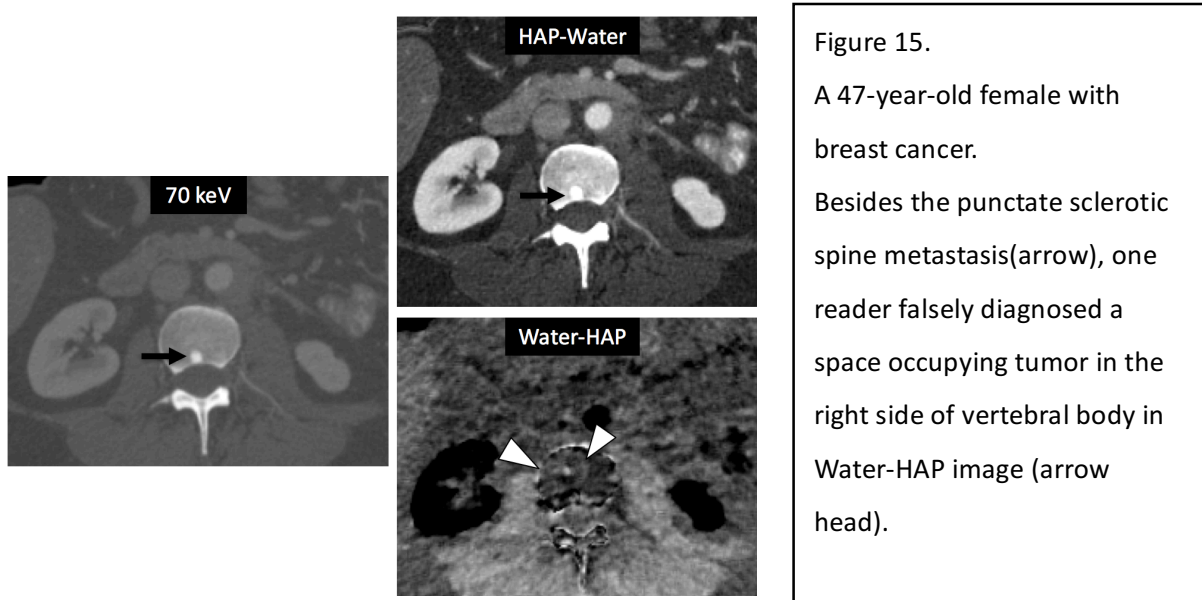 70 keV
HAP-Water
Water-HAP
Figure 15.
A 47-year-old female with
breast cancer.
Besides the punctate sclerotic
spine metastasis(arrow), one
reader falsely diagnosed a
space occupying tumor in the
right side of vertebral body in
Water-HAP image (arrow
head).